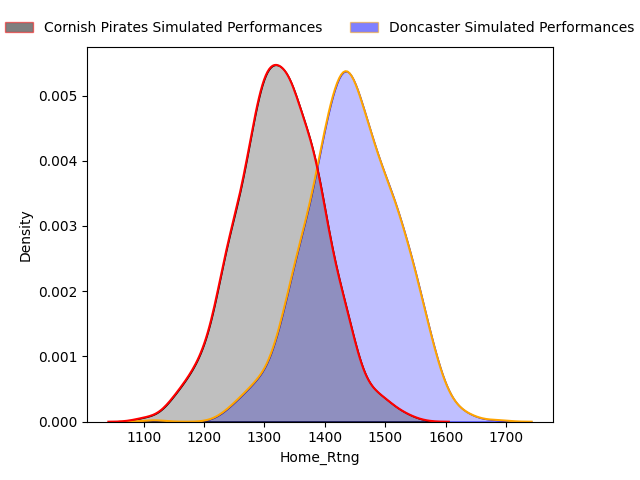 Cornish Pirates Simulated Performances
Doncaster Simulated Performances
Density
0.005
0.004
0.003
0.002
0.001
0.000
1100 1200 1300 1400 1500 1600 1700
Home_Rtng